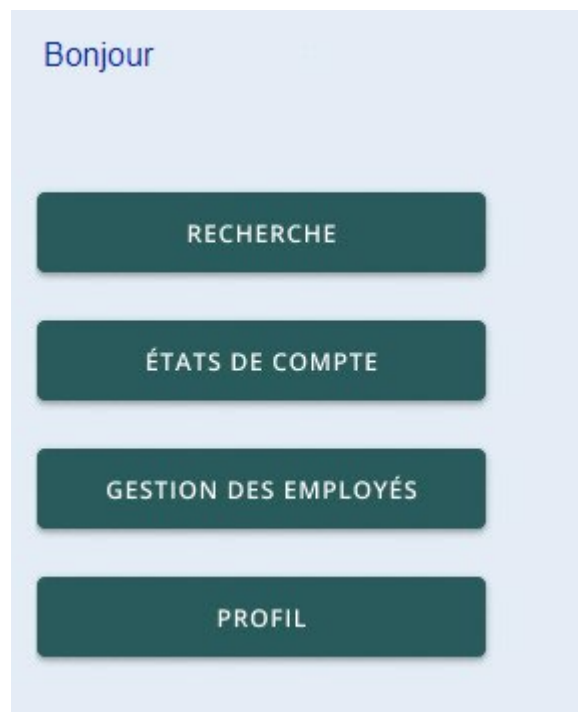 Bonjour
RECHERCHE
ÉTATS DE COMPTE
GESTION DES EMPLOYÉS
PROFIL